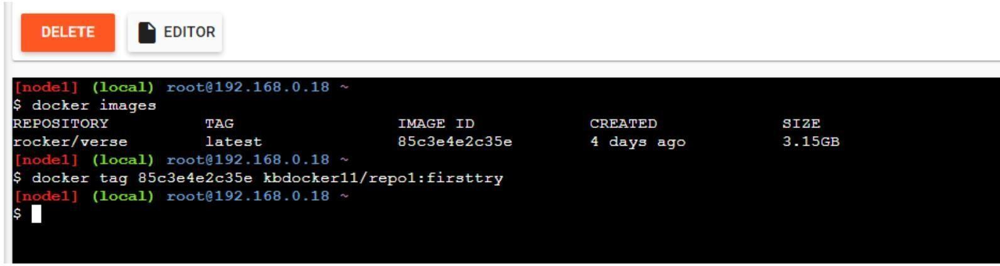 DELETE EDITOR
[node1] (local) root@192.168.0.18 ~
$ docker images
REPOSITORY TAG IMAGE ID CREATED SIZE
rocker/verse latest 85c3e4e2c35e 4 days ago 3.15GB
[node1] (local) root@192.168.0.18 ~
$ docker tag 85c3e4e2c35e kbdocker11/repo1:firsttry
[node1] (local) root@192.168.0.18 ~
$